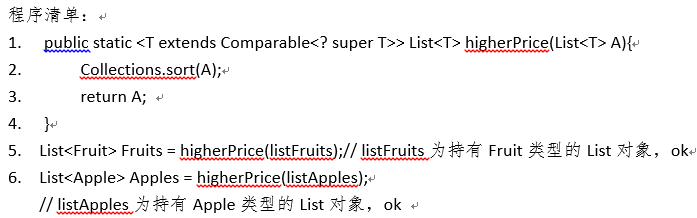 程序清单：
1. public static <T extends Comparable<? super T>> List<T> higherPrice(List<T> A){
2. Collections.sort(A);
3. return A;
4. }
5. List<Fruit> Fruits = higherPrice(listFruits);// listFruits 为持有 Fruit 类型的 List 对象，ok
6. List<Apple> Apples = higherPrice(listApples);
// listApples 为持有 Apple 类型的 List 对象，ok